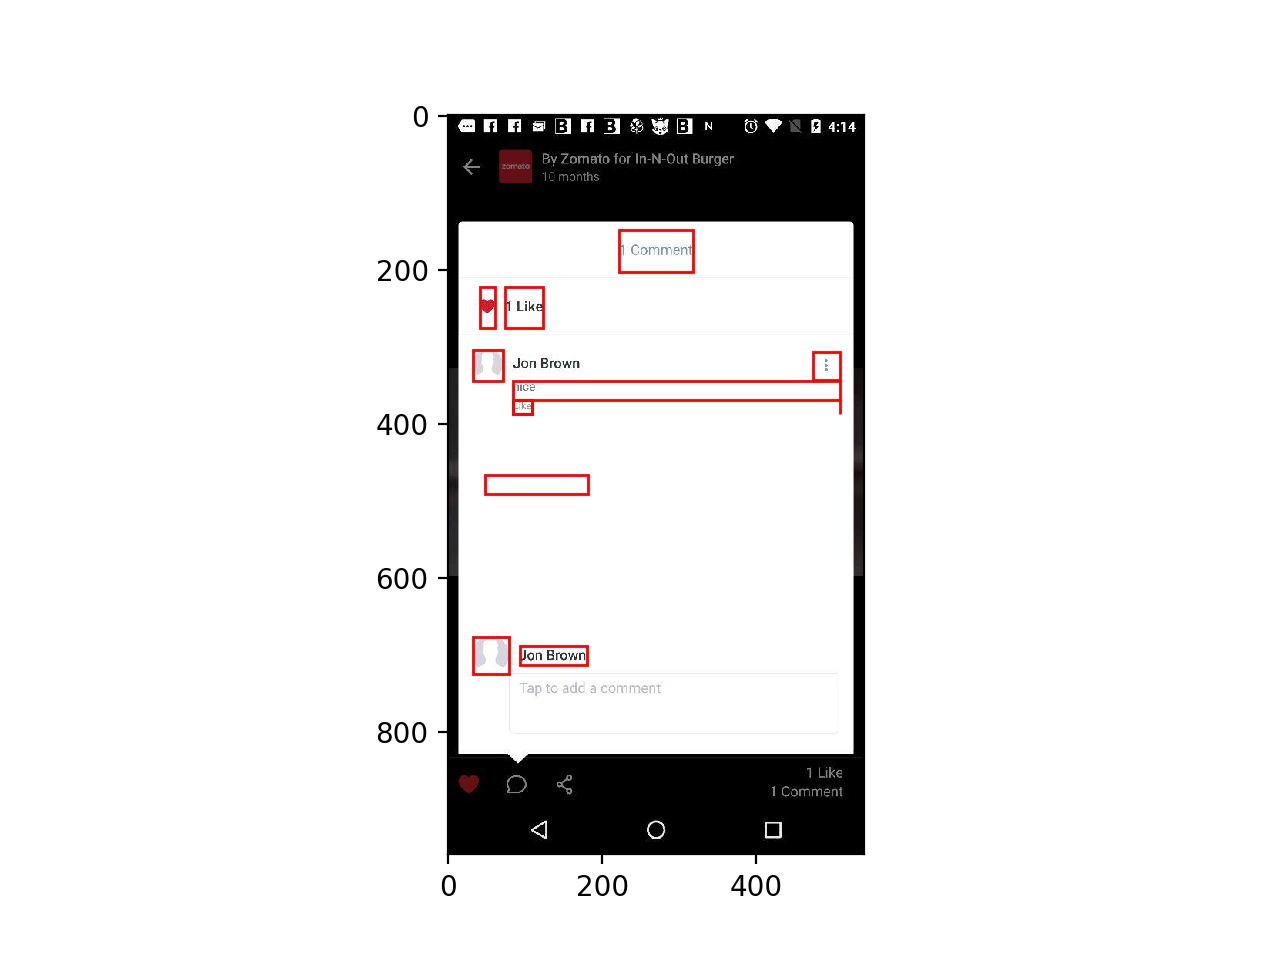 0
4:14
By Zomato for In-N-Out Burger
zomato
10 months
1 Comment
200
1 Like
Jon Brown
nice
Like
400
600
Jon Brown
Tap to add a comment
800
1 Like
1 Comment
0 200 400